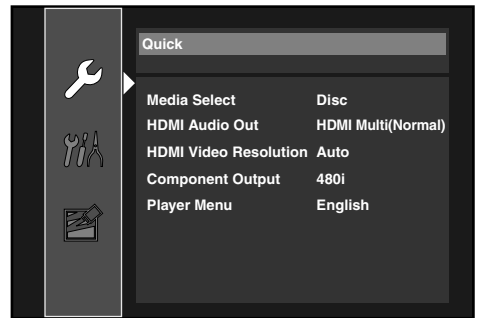 Quick
Media Select Disc
HDMI Audio Out HDMI Multi(Normal)
HDMI Video Resolution Auto
Component Output 480i
Player Menu English